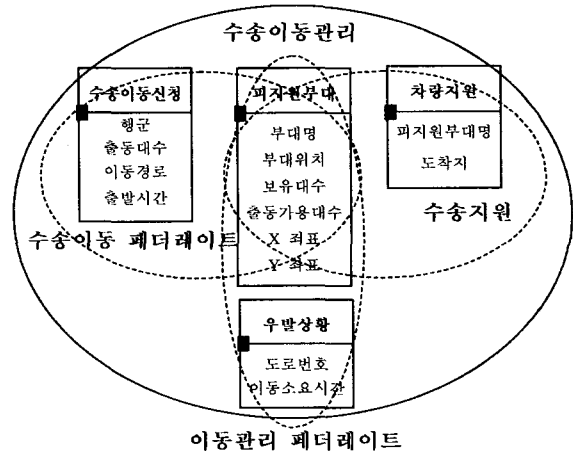 수송이동관리
수송이동신청
행군
출동대수
이동경로
출발시간
피지원부대
부대명
부대위치
보유대수
출동가용대수
X 좌표
Y 좌표
차량지원
피지원부대명
도착지
수송지원
수송이동 페더레이트
우발상황
도로번호
이동소요시간
이동관리 페더레이트